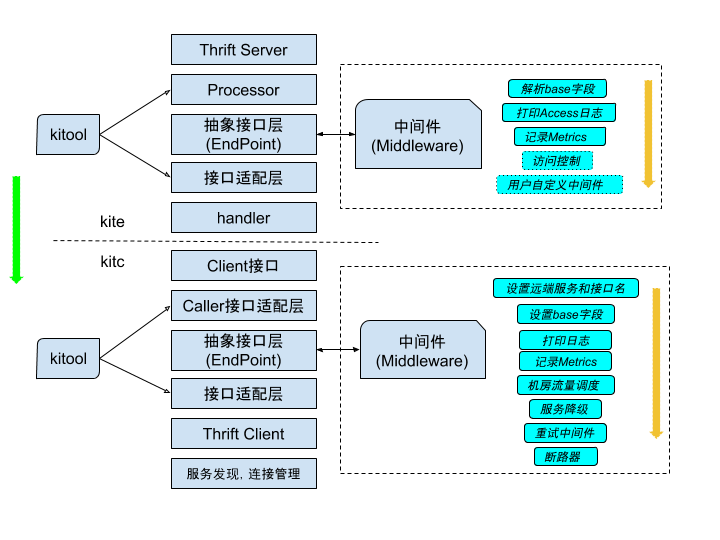 Thrift Server
Processor
kitool
抽象接口层
(EndPoint)
接口适配层
handler
中间件
(Middleware)
解析base字段
打印Access日志
记录Metrics
访问控制
用户自定义中间件
kite
kitc
Client接口
Caller接口适配层
kitool
抽象接口层
(EndPoint)
接口适配层
Thrift Client
服务发现, 连接管理
中间件
(Middleware)
设置远端服务和接口名
设置base字段
打印日志
记录Metrics
机房流量调度
服务降级
重试中间件
断路器